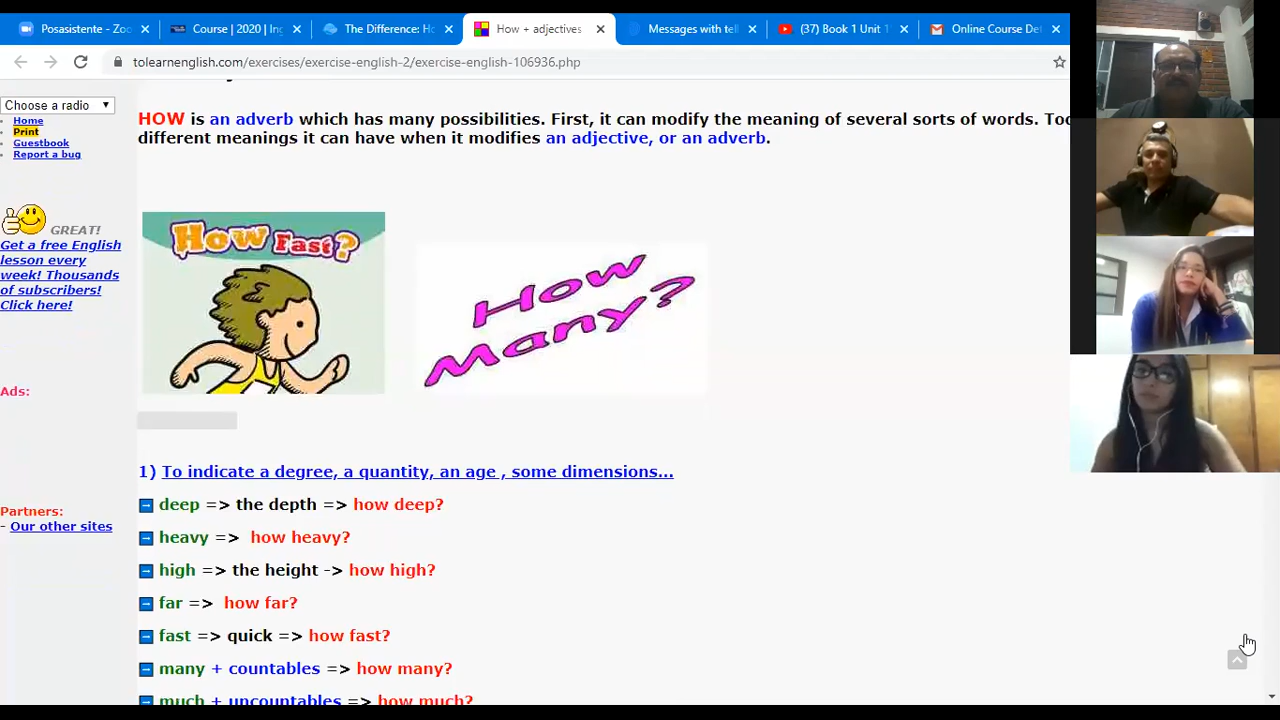 Posasistente - Zoo
Course | 2020 | In
The Difference: Ho
How + adjectives
Messages with tell
(37) Book 1 Unit 1
Online Course Det
tolearnenglish.com/exercises/exercise-english-2/exercise-english-106936.php
Choose a radio
Home
Print
Guestbook
Report a bug
HOW is an adverb which has many possibilities. First, it can modify the meaning of several sorts of words. Too
different meanings it can have when it modifies an adjective, or an adverb.
How Fast?
How
Many?
GREAT!
Get a free English
lesson every
week! Thousands
of subscribers!
Click here!
Ads:
Partners:
- Our other sites
1) To indicate a degree, a quantity, an age , some dimensions...
deep => the depth => how deep?
heavy => how heavy?
high => the height -> how high?
far => how far?
fast => quick => how fast?
many + countables => how many?
much + uncountables => how much?